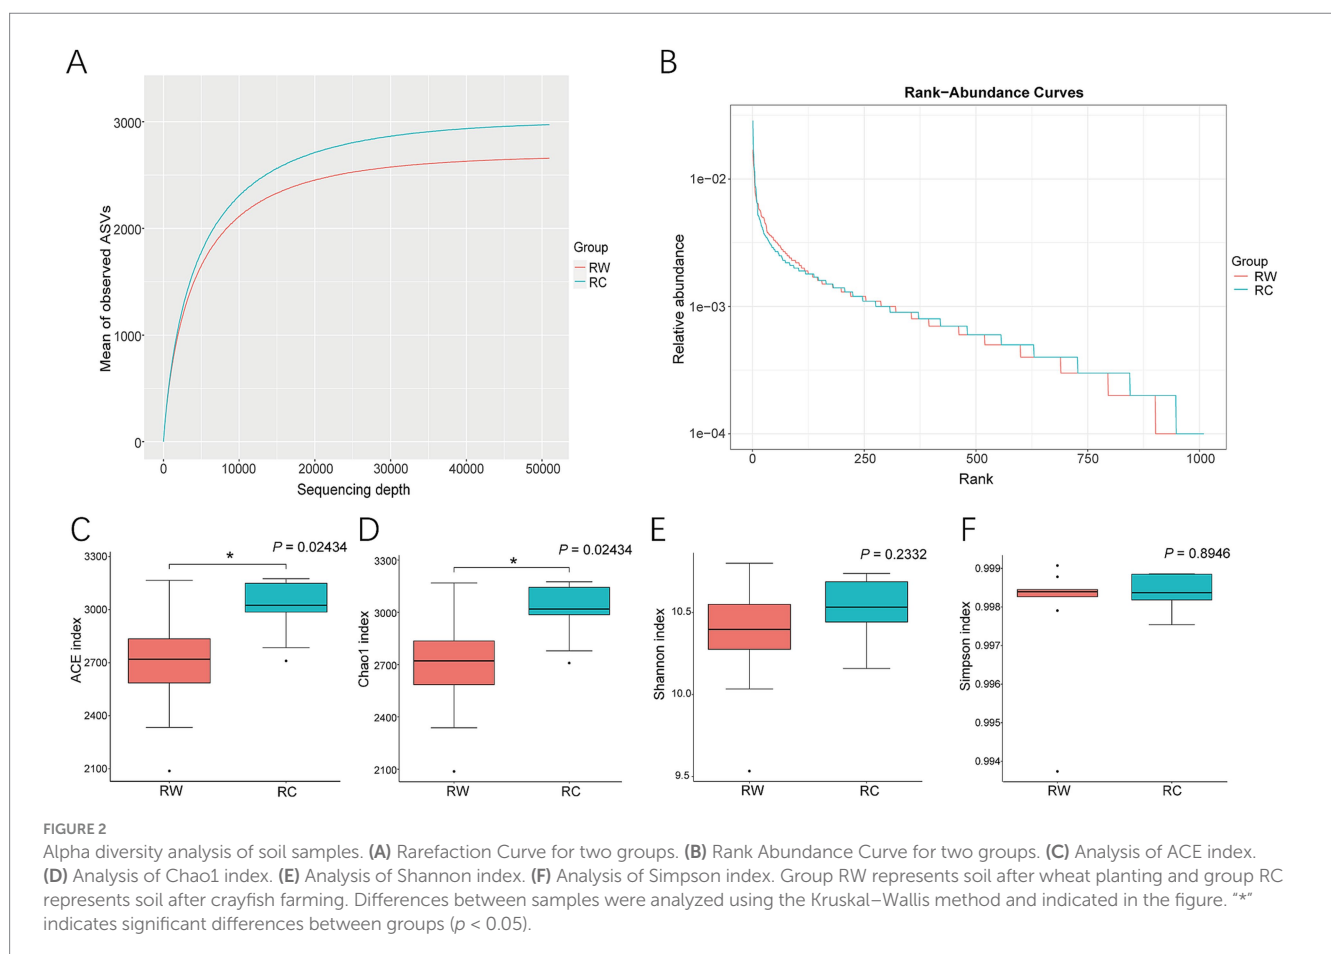 A
3000
2000
1000
0
Mean of observed ASVs
0 10000 20000 30000 40000 50000
Sequencing depth
Group
RW
RC
B
Rank−Abundance Curves
1e−02
1e−03
1e−04
Relative abundance
0 250 500 750 1000
Rank
Group
RW
RC
C
P = 0.02434
*
3300
3000
2700
2400
2100
ACE index
RW RC
D
P = 0.02434
*
3300
3000
2700
2400
2100
Chao1 index
RW RC
E
P = 0.2332
10.5
10.0
9.5
Shannon index
RW RC
F
P = 0.8946
0.999
0.998
0.997
0.996
0.995
0.994
Simpson index
RW RC
FIGURE 2
Alpha diversity analysis of soil samples. (A) Rarefaction Curve for two groups. (B) Rank Abundance Curve for two groups. (C) Analysis of ACE index.
(D) Analysis of Chao1 index. (E) Analysis of Shannon index. (F) Analysis of Simpson index. Group RW represents soil after wheat planting and group RC
represents soil after crayfish farming. Differences between samples were analyzed using the Kruskal–Wallis method and indicated in the figure. “*”
indicates significant differences between groups (p < 0.05).